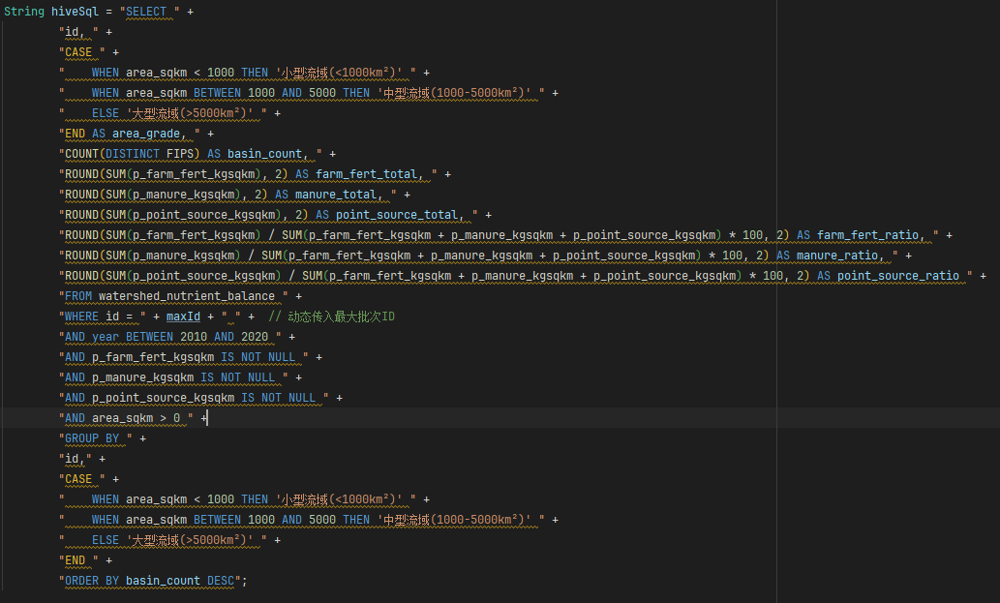 String hiveSql = "SELECT " +
"id, " +
"CASE " +
"    WHEN area_sqkm < 1000 THEN '小型流域(<1000km²)' " +
"    WHEN area_sqkm BETWEEN 1000 AND 5000 THEN '中型流域(1000-5000km²)' " +
"    ELSE '大型流域(>5000km²)' " +
"END AS area_grade, " +
"COUNT(DISTINCT FIPS) AS basin_count, " +
"ROUND(SUM(p_farm_fert_kgsqkm), 2) AS farm_fert_total, " +
"ROUND(SUM(p_manure_kgsqkm), 2) AS manure_total, " +
"ROUND(SUM(p_point_source_kgsqkm), 2) AS point_source_total, " +
"ROUND(SUM(p_farm_fert_kgsqkm) / SUM(p_farm_fert_kgsqkm + p_manure_kgsqkm + p_point_source_kgsqkm) * 100, 2) AS farm_fert_ratio, " +
"ROUND(SUM(p_manure_kgsqkm) / SUM(p_farm_fert_kgsqkm + p_manure_kgsqkm + p_point_source_kgsqkm) * 100, 2) AS manure_ratio, " +
"ROUND(SUM(p_point_source_kgsqkm) / SUM(p_farm_fert_kgsqkm + p_manure_kgsqkm + p_point_source_kgsqkm) * 100, 2) AS point_source_ratio " +
"FROM watershed_nutrient_balance " +
"WHERE id = " + maxId + " " +  // 动态传入最大批次ID
"AND year BETWEEN 2010 AND 2020 " +
"AND p_farm_fert_kgsqkm IS NOT NULL " +
"AND p_manure_kgsqkm IS NOT NULL " +
"AND p_point_source_kgsqkm IS NOT NULL " +
"AND area_sqkm > 0 " +
"GROUP BY " +
"id," +
"CASE " +
"    WHEN area_sqkm < 1000 THEN '小型流域(<1000km²)' " +
"    WHEN area_sqkm BETWEEN 1000 AND 5000 THEN '中型流域(1000-5000km²)' " +
"    ELSE '大型流域(>5000km²)' " +
"END " +
"ORDER BY basin_count DESC";